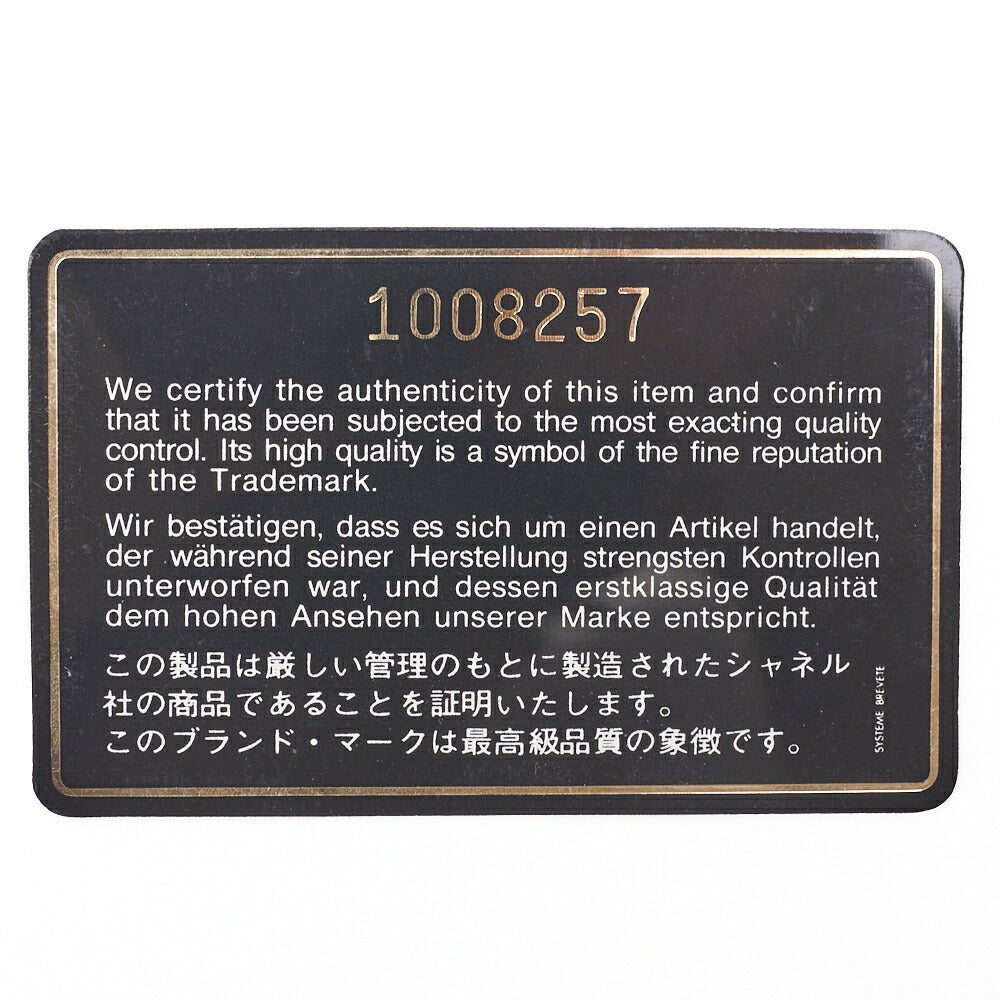 1008257
We certify the authenticity of this item and confirm
that it has been subjected to the most exacting quality
control. Its high quality is a symbol of the fine reputation
of the Trademark.
Wir bestätigen, dass es sich um einen Artikel handelt,
der während seiner Herstellung strengsten Kontrollen
unterworfen war, und dessen erstklassige Qualität
dem hohen Ansehen unserer Marke entspricht.
この製品は厳しい管理のもとに製造されたシャネル
社の商品であることを証明いたします。
このブランド・マークは最高級品質の象徴です。
SYSTEME BREVETE